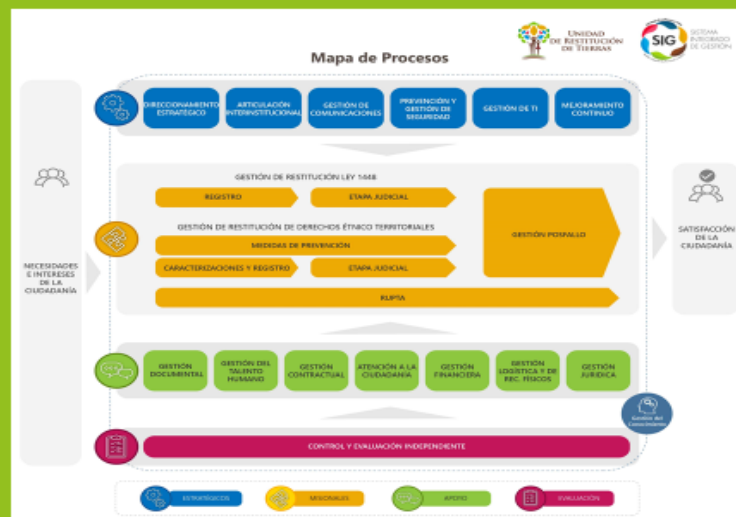 UNIDAD
DE RESTITUCIÓN
DE TIERRAS
SIG
SISTEMA
INTEGRADO
DE GESTIÓN
Mapa de Procesos
NECESIDADES
E INTERESES
DE LA
CIUDADANÍA
DIRECCIONAMIENTO
ESTRATÉGICO
ARTICULACIÓN
INTERINSTITUCIONAL
GESTIÓN DE
COMUNICACIONES
PREVENCIÓN Y
GESTIÓN DE
SEGURIDAD
GESTIÓN DE TI
MEJORAMIENTO
CONTINUO
GESTIÓN DE RESTITUCIÓN LEY 1448
REGISTRO
ETAPA JUDICIAL
GESTIÓN DE RESTITUCIÓN DE DERECHOS ÉTNICO TERRITORIALES
MEDIDAS DE PREVENCIÓN
CARACTERIZACIONES Y REGISTRO
ETAPA JUDICIAL
GESTIÓN POSFALLO
RUPTA
SATISFACCIÓN
DE LA
CIUDADANÍA
GESTIÓN
DOCUMENTAL
GESTIÓN DEL
TALENTO
HUMANO
GESTIÓN
CONTRACTUAL
ATENCIÓN A LA
CIUDADANÍA
GESTIÓN
FINANCIERA
GESTIÓN
LOGÍSTICA Y DE
REC. FÍSICOS
GESTIÓN
JURÍDICA
Gestión del
Conocimiento
CONTROL Y EVALUACIÓN INDEPENDIENTE
ESTRATÉGICOS
MISIONALES
APOYO
EVALUACIÓN